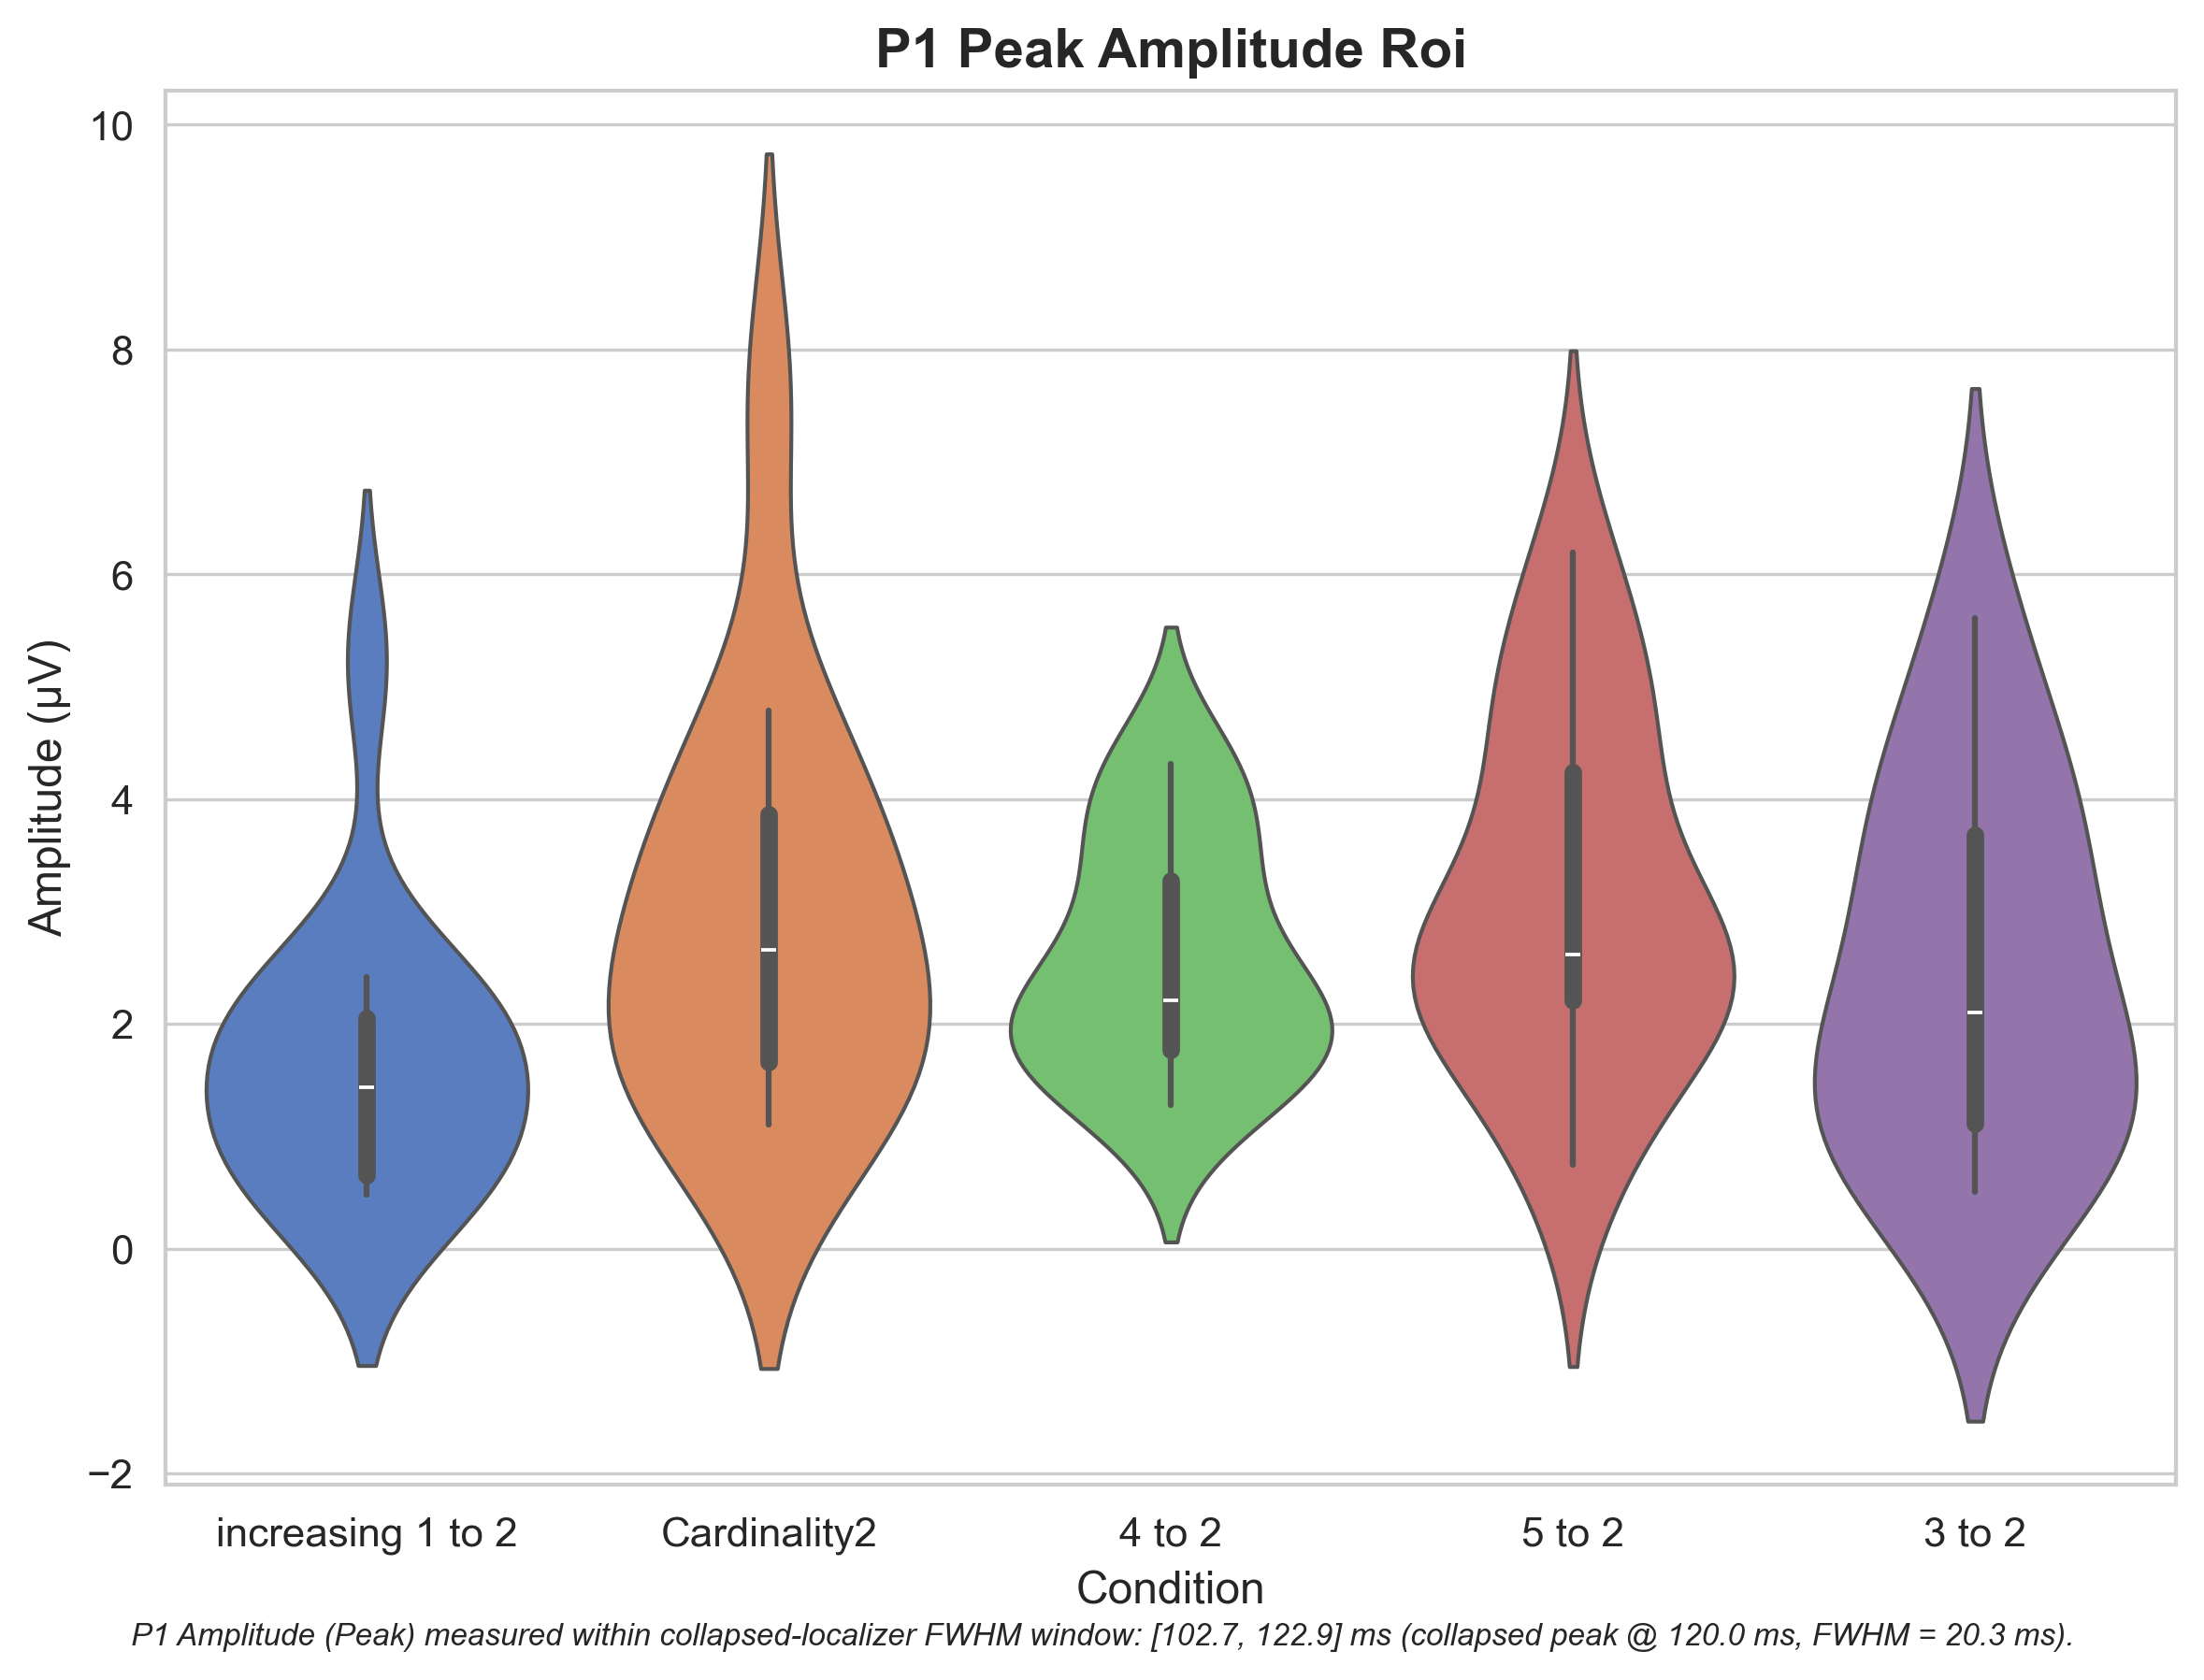 P1 Peak Amplitude Roi
10
8
6
4
2
0
−2
Amplitude (µV)
increasing 1 to 2
Cardinality2
4 to 2
5 to 2
3 to 2
Condition
P1 Amplitude (Peak) measured within collapsed-localizer FWHM window: [102.7, 122.9] ms (collapsed peak @ 120.0 ms, FWHM = 20.3 ms).